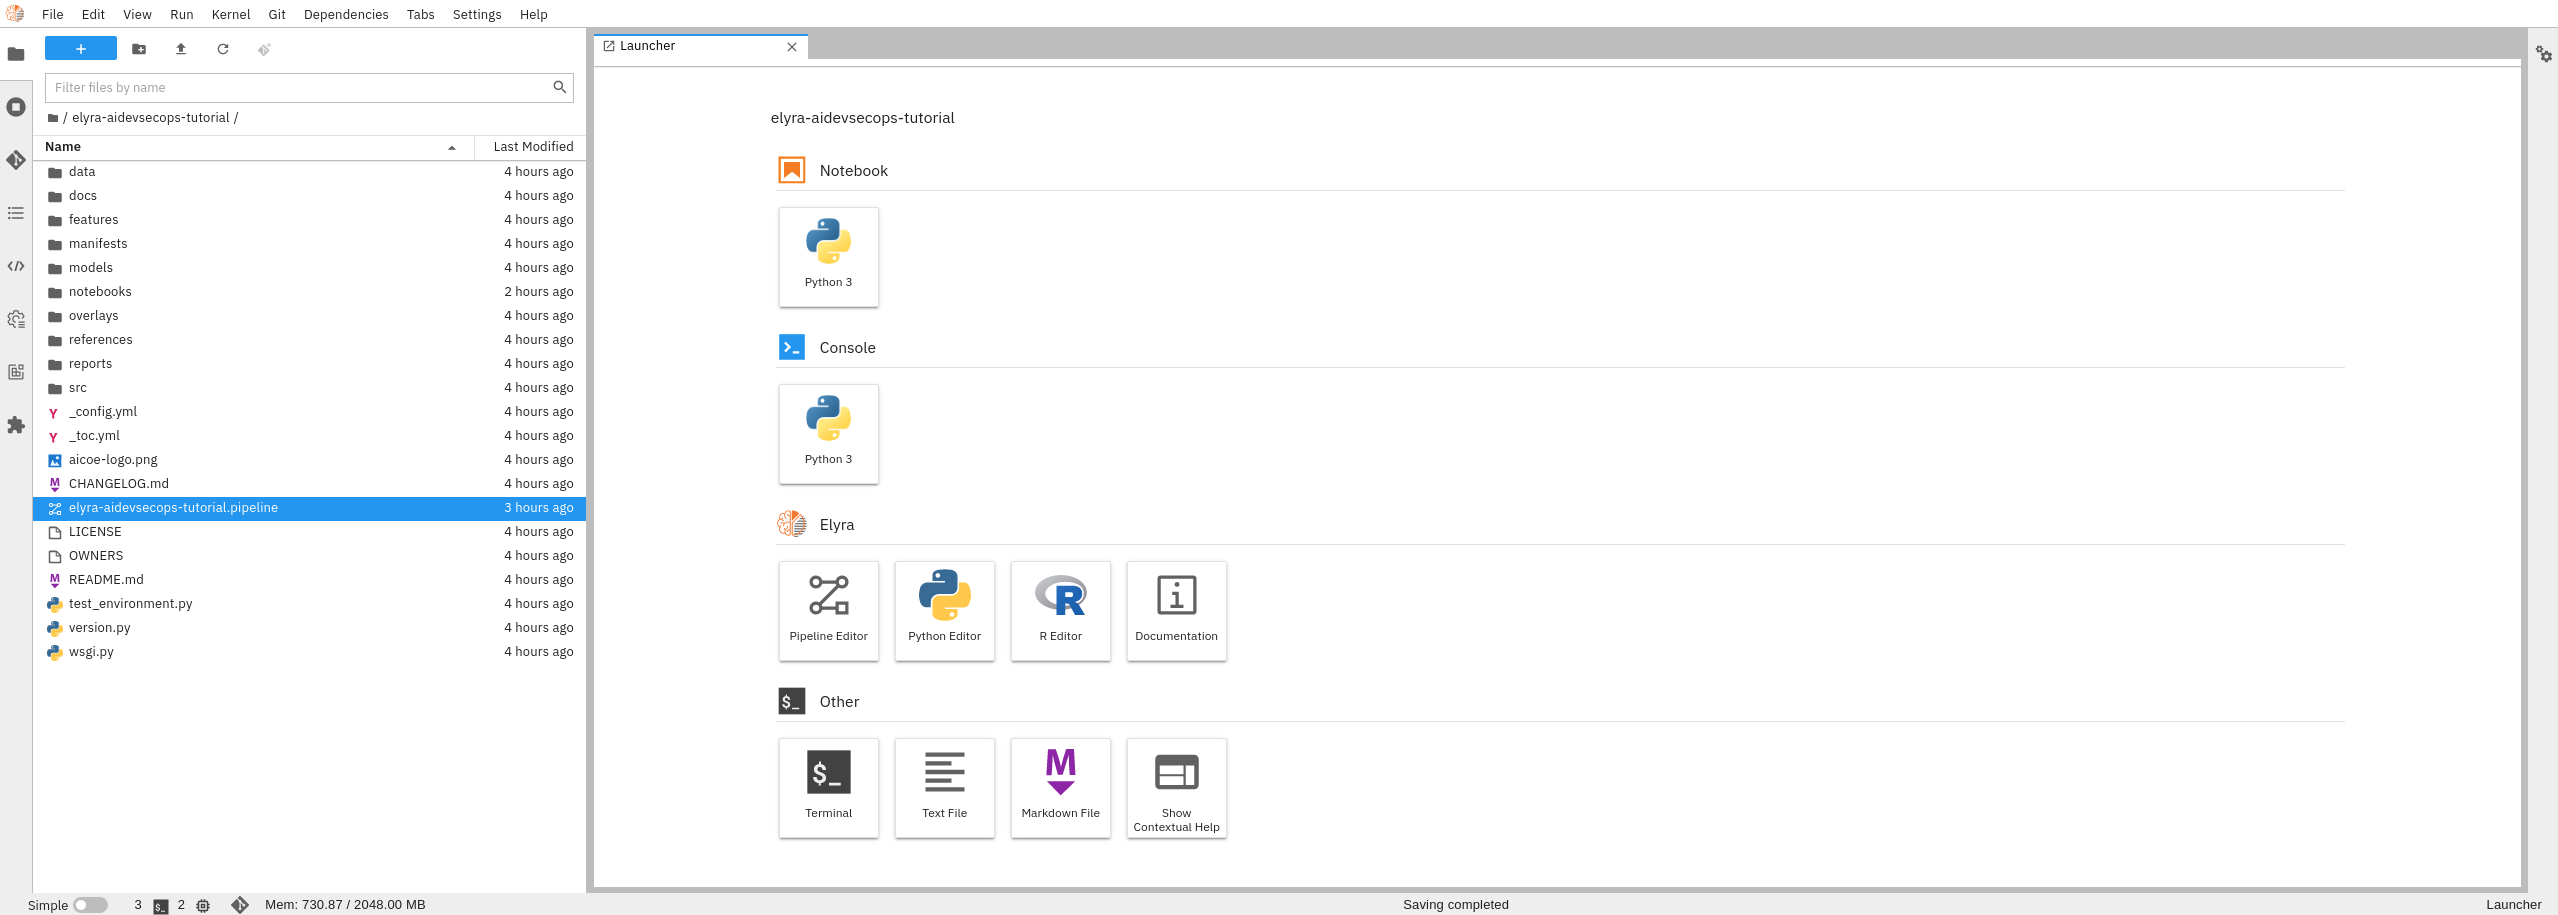 File Edit View Run Kernel Git Dependencies Tabs Settings Help
Launcher
Filter files by name
/ elyra-aidevsecops-tutorial /
Name Last Modified
data 4 hours ago
docs 4 hours ago
features 4 hours ago
manifests 4 hours ago
models 4 hours ago
notebooks 2 hours ago
overlays 4 hours ago
references 4 hours ago
reports 4 hours ago
src 4 hours ago
_config.yml 4 hours ago
_toc.yml 4 hours ago
aicoe-logo.png 4 hours ago
CHANGELOG.md 4 hours ago
elyra-aidevsecops-tutorial.pipeline 3 hours ago
LICENSE 4 hours ago
OWNERS 4 hours ago
README.md 4 hours ago
test_environment.py 4 hours ago
version.py 4 hours ago
wsgi.py 4 hours ago
elyra-aidevsecops-tutorial
Notebook
Python 3
Console
Python 3
Elyra
Pipeline Editor Python Editor R Editor Documentation
$_ Other
$_ M
Terminal Text File Markdown File Show
Contextual Help
Simple 3 $_ 2 Mem: 730.87 / 2048.00 MB Saving completed Launcher